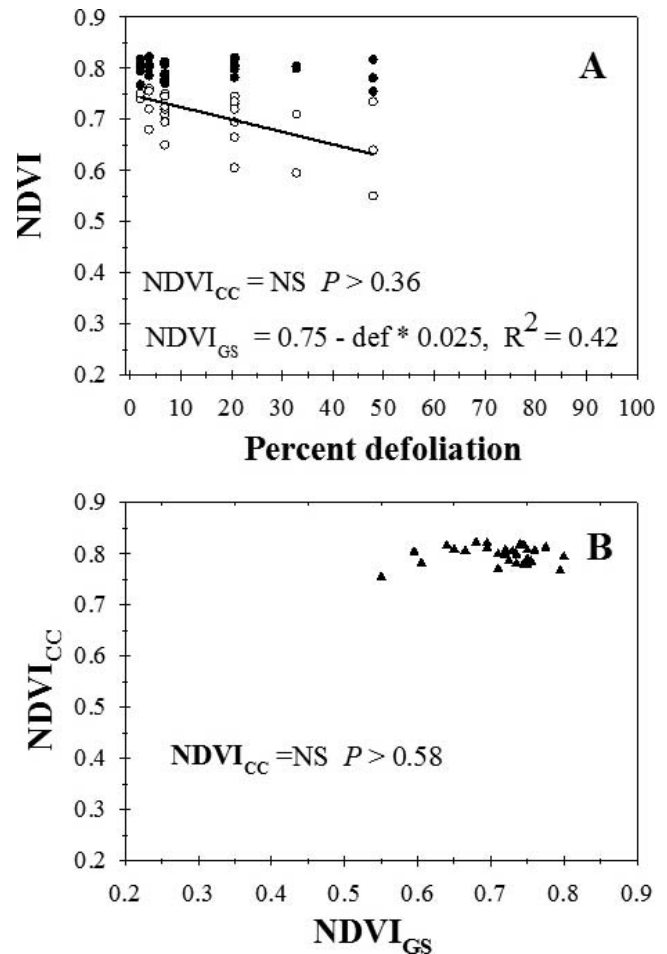 0.9
0.8
0.7
0.6
0.5
0.4
0.3
0.2
NDVI
A
NDVI_CC = NS P > 0.36
NDVI_GS = 0.75 - def * 0.025, R^2 = 0.42
0 10 20 30 40 50 60 70 80 90 100
Percent defoliation
0.9
0.8
0.7
0.6
0.5
0.4
0.3
0.2
NDVI_CC
B
NDVI_CC =NS P > 0.58
0.2 0.3 0.4 0.5 0.6 0.7 0.8 0.9
NDVI_GS